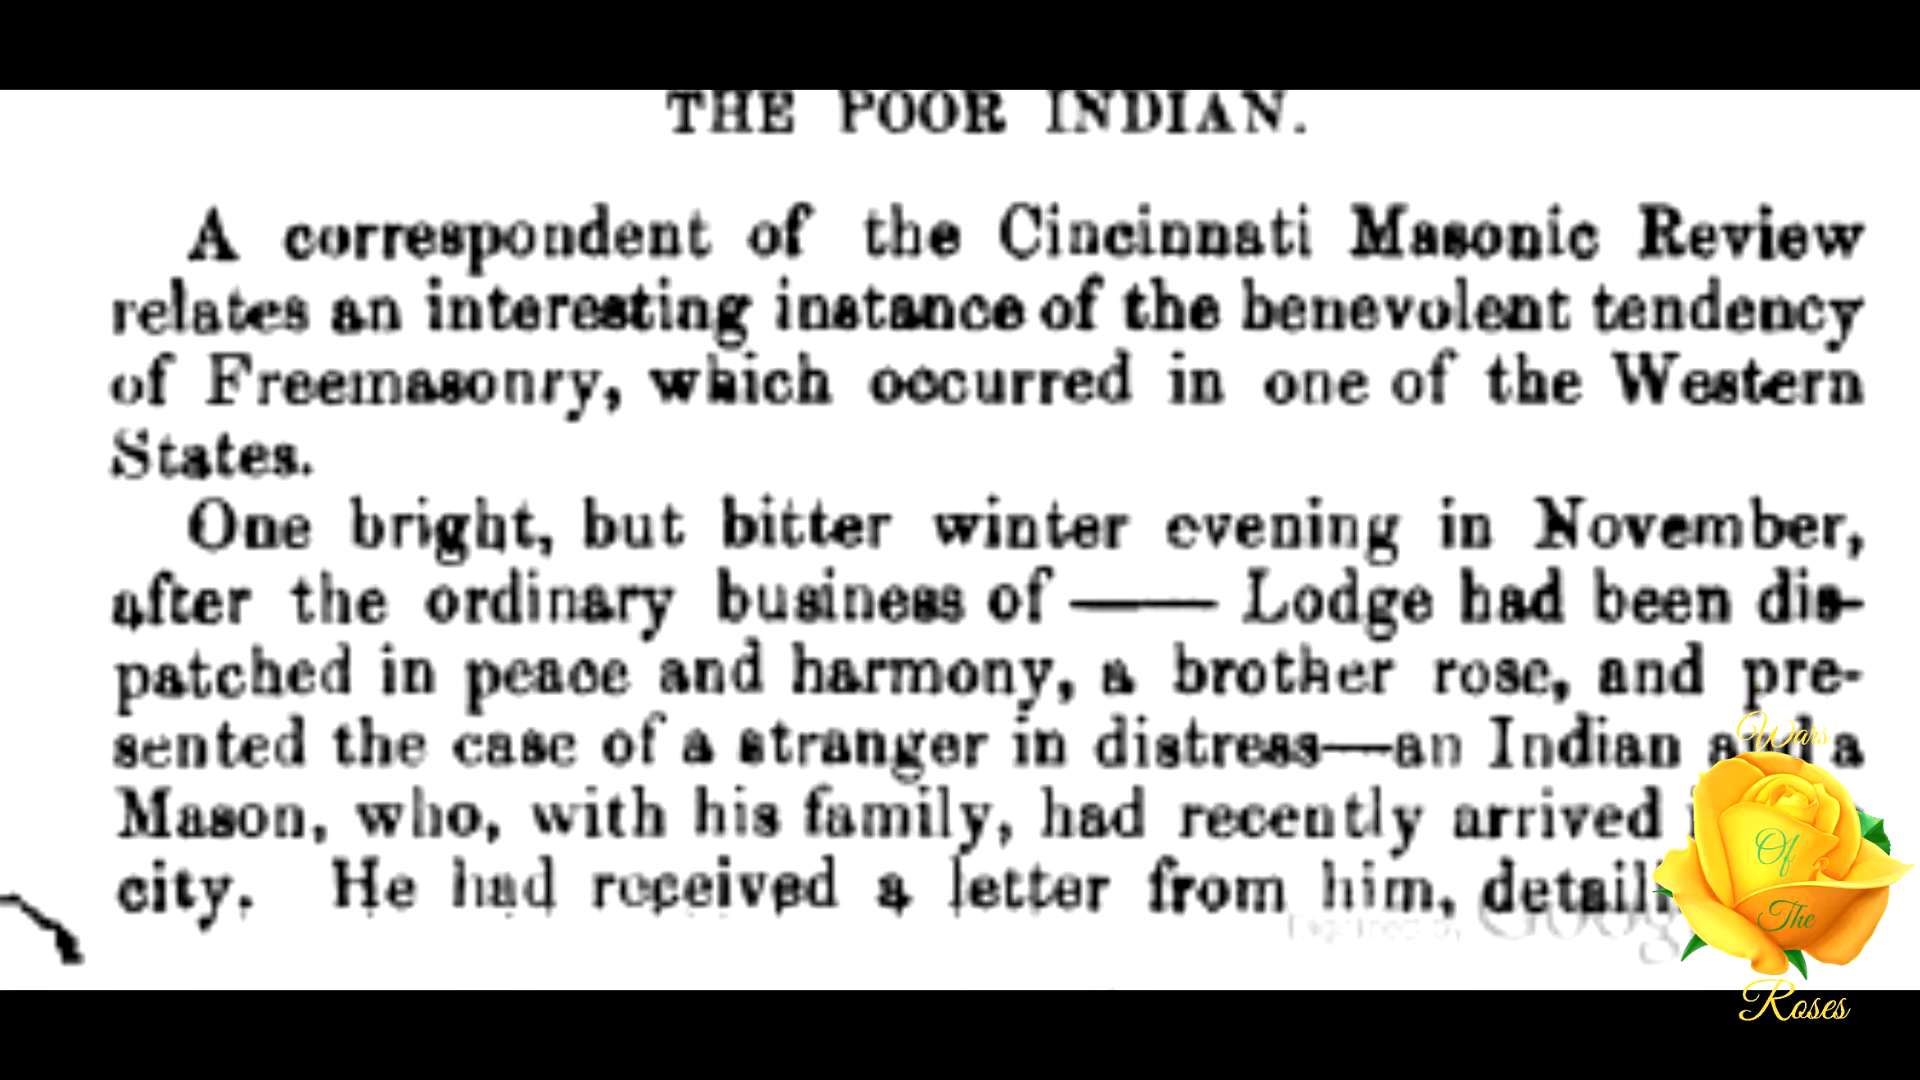 THE POOR INDIAN.
A correspondent of the Cincinnati Masonic Review
relates an interesting instance of the benevolent tendency
of Freemasonry, which occurred in one of the Western
States.
One bright, but bitter winter evening in November,
after the ordinary business of —— Lodge had been dis-
patched in peace and harmony, a brother rose, and pre-
sented the case of a stranger in distress—an Indian and a
Mason, who, with his family, had recently arrived
city. He had received a letter from him,
Wars
Of
The
Roses